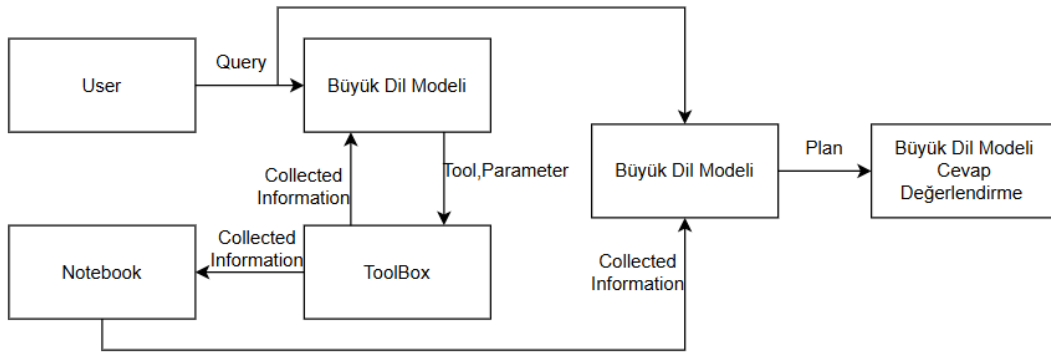 Query
User
Büyük Dil Modeli
Plan
Büyük Dil Modeli
Büyük Dil Modeli
Cevap
Değerlendirme
Collected
Information
Tool,Parameter
Collected
Information
Notebook
ToolBox
Collected
Information